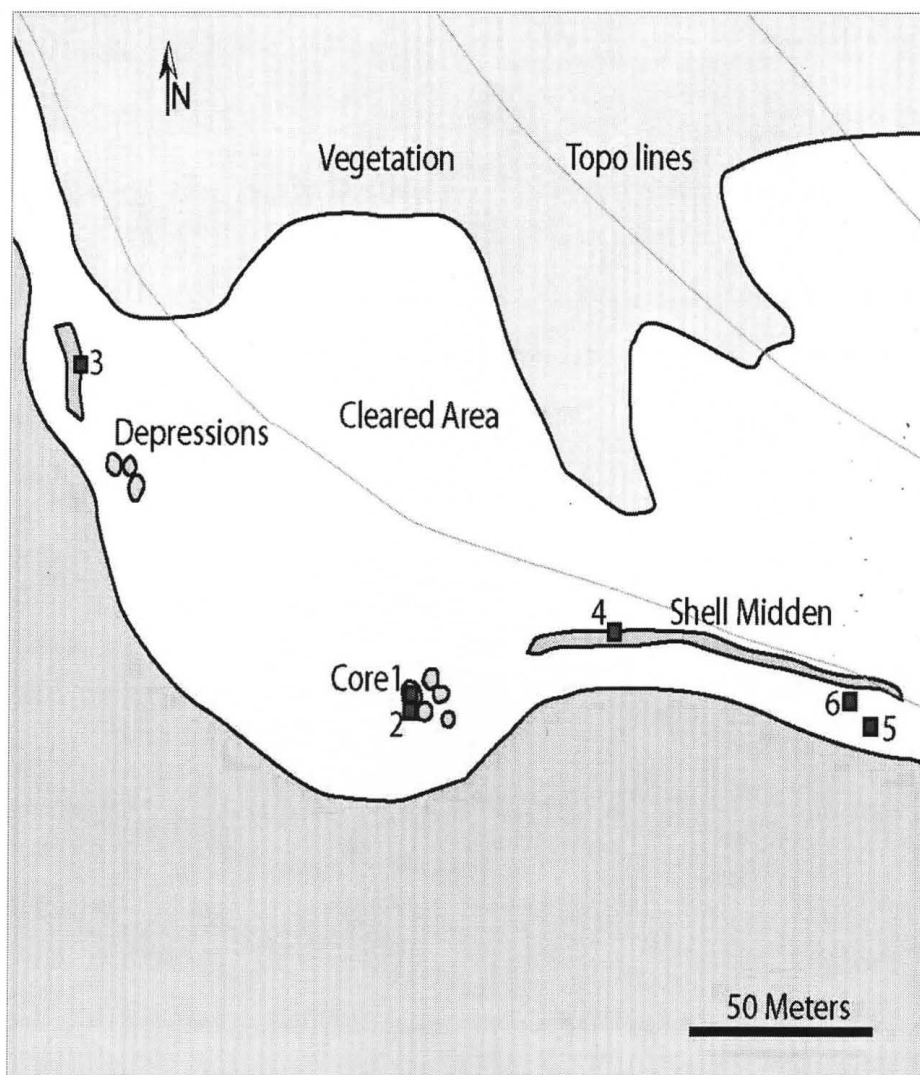 N
Vegetation
Topo lines
3
Depressions
Cleared Area
4
Shell Midden
Core1
2
6
5
50 Meters